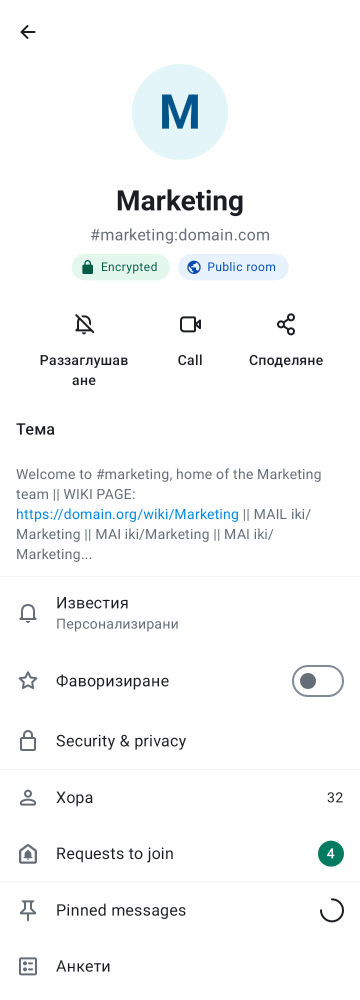 M
Marketing
#marketing:domain.com
Encrypted
Public room
Раззаглушав
ане
Call
Споделяне
Тема
Welcome to #marketing, home of the Marketing
team || WIKI PAGE:
https://domain.org/wiki/Marketing || MAIL iki/
Marketing || MAI iki/Marketing || MAI iki/
Marketing...
Известия
Персонализирани
Фаворизиране
Security & privacy
Хора
32
Requests to join
4
Pinned messages
Анкети